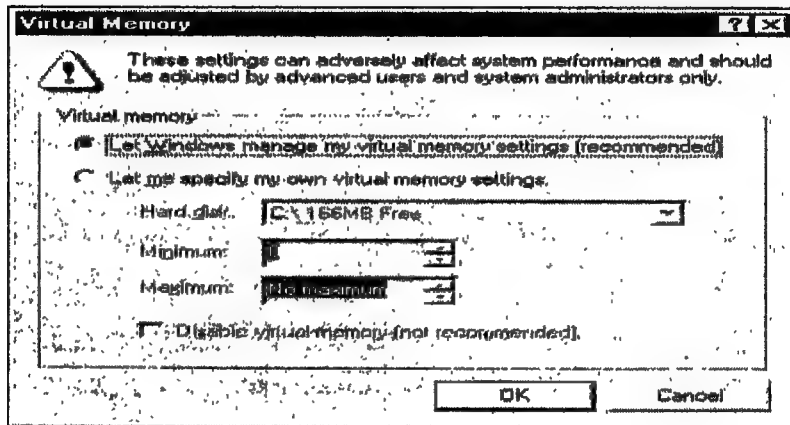 Virtual Memory
These settings can adversely affect system performance and should
be adjusted by advanced users and system administrators only.
Virtual memory
Let Windows manage my virtual memory settings (recommended)
Let me specify my own virtual memory settings.
Hard disk:
C:\ 166MB Free
Minimum:
Maximum:
No maximum
Disable virtual memory (not recommended).
OK
Cancel